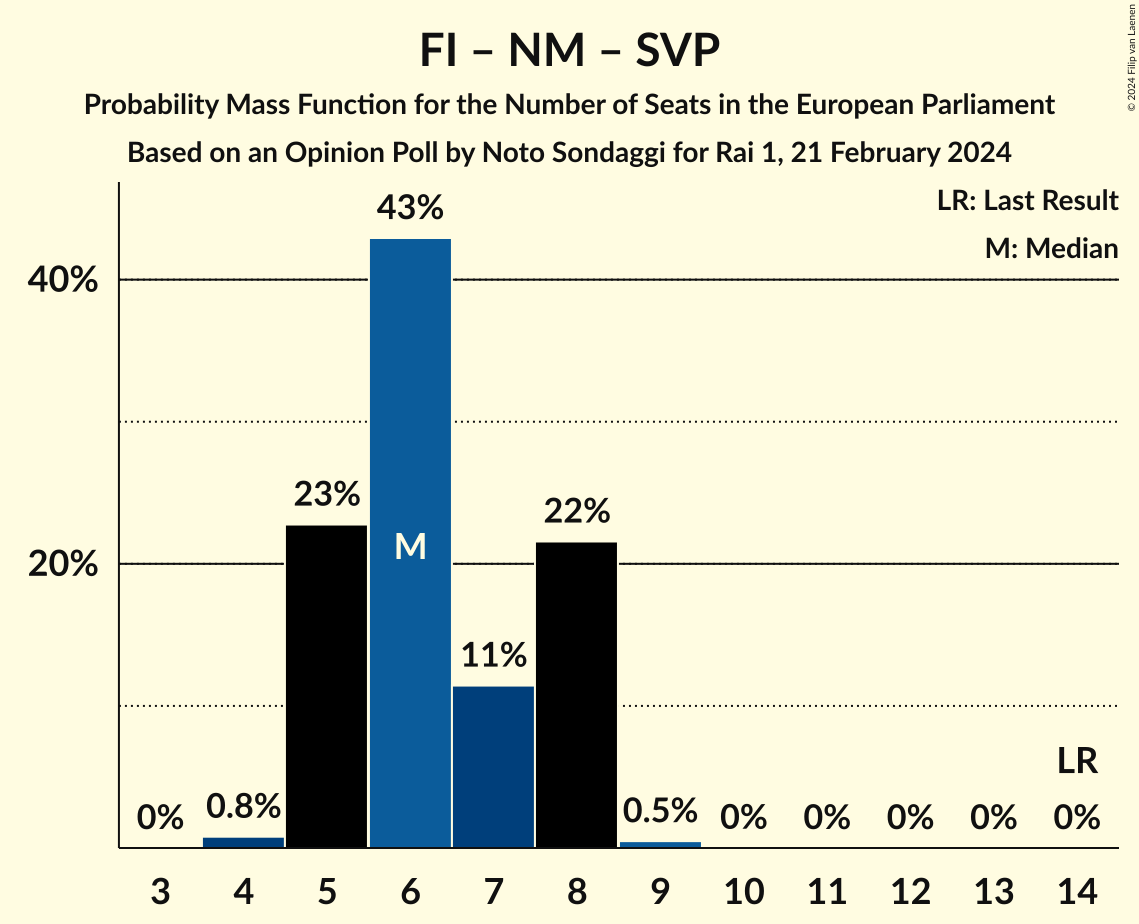 FI – NM – SVP
Probability Mass Function for the Number of Seats in the European Parliament
Based on an Opinion Poll by Noto Sondaggi for Rai 1, 21 February 2024
© 2024 Filip van Laenen
LR: Last Result
M: Median
40%
20%
0%
0.8%
23%
43%
M
11%
22%
0.5%
0%
0%
0%
0%
LR
0%
3 4 5 6 7 8 9 10 11 12 13 14